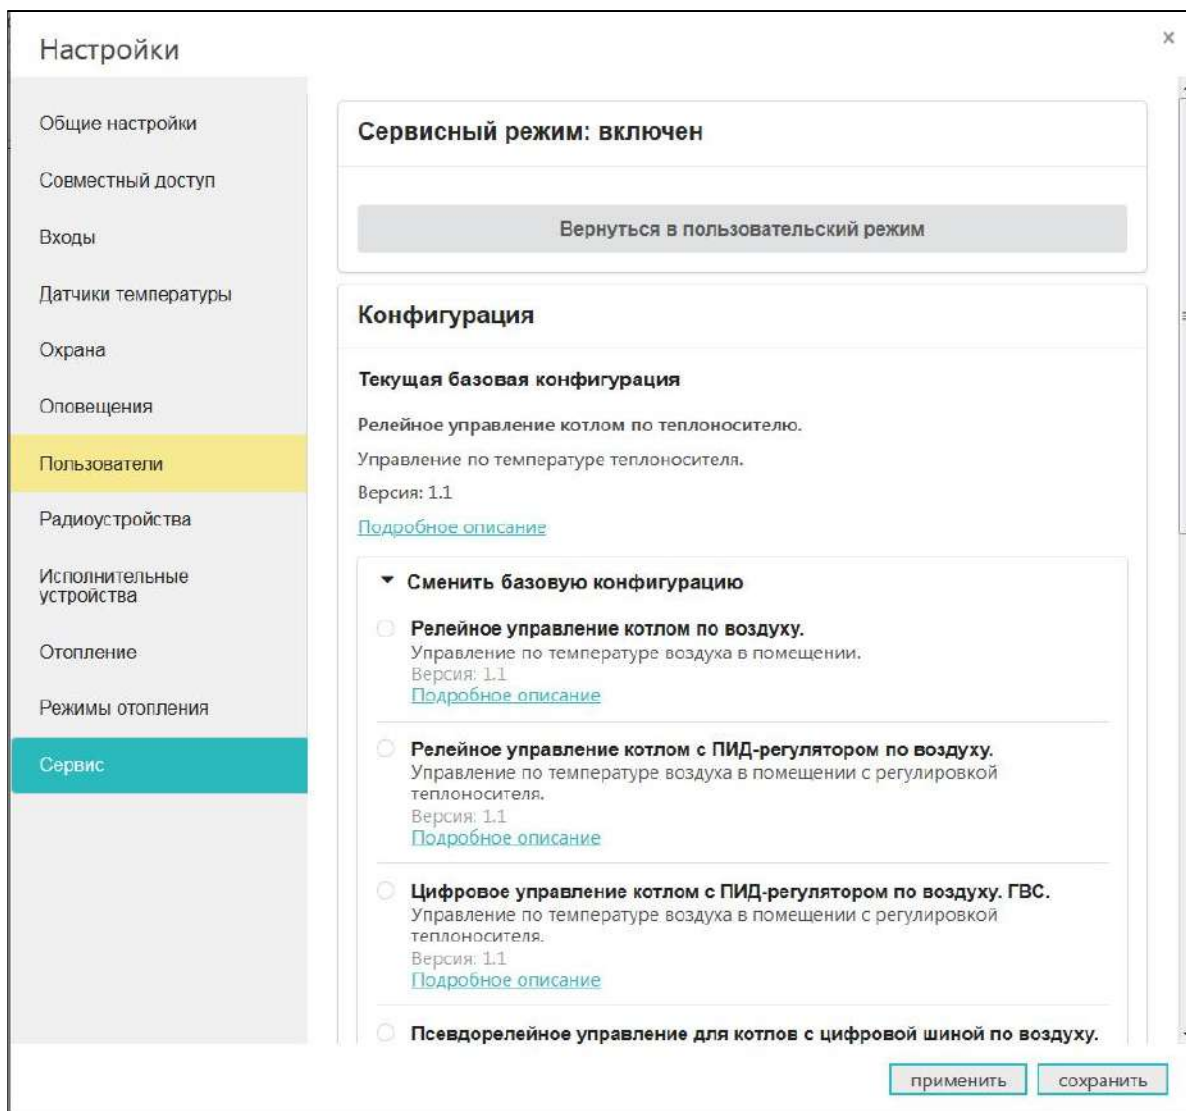 Настройки
×
Общие настройки
Совместный доступ
Входы
Датчики температуры
Охрана
Оповещения
Пользователи
Радиоустройства
Исполнительные
устройства
Отопление
Режимы отопления
Сервис
Сервисный режим: включен
Вернуться в пользовательский режим
Конфигурация
Текущая базовая конфигурация
Релейное управление котлом по теплоносителю.
Управление по температуре теплоносителя.
Версия: 1.1
Подробное описание
Сменить базовую конфигурацию
Релейное управление котлом по воздуху.
Управление по температуре воздуха в помещении.
Версия: 1.1
Подробное описание
Релейное управление котлом с ПИД-регулятором по воздуху.
Управление по температуре воздуха в помещении с регулировкой
теплоносителя.
Версия: 1.1
Подробное описание
Цифровое управление котлом с ПИД-регулятором по воздуху. ГВС.
Управление по температуре воздуха в помещении с регулировкой
теплоносителя.
Версия: 1.1
Подробное описание
Псевдорелейное управление для котлов с цифровой шиной по воздуху.
применить
сохранить